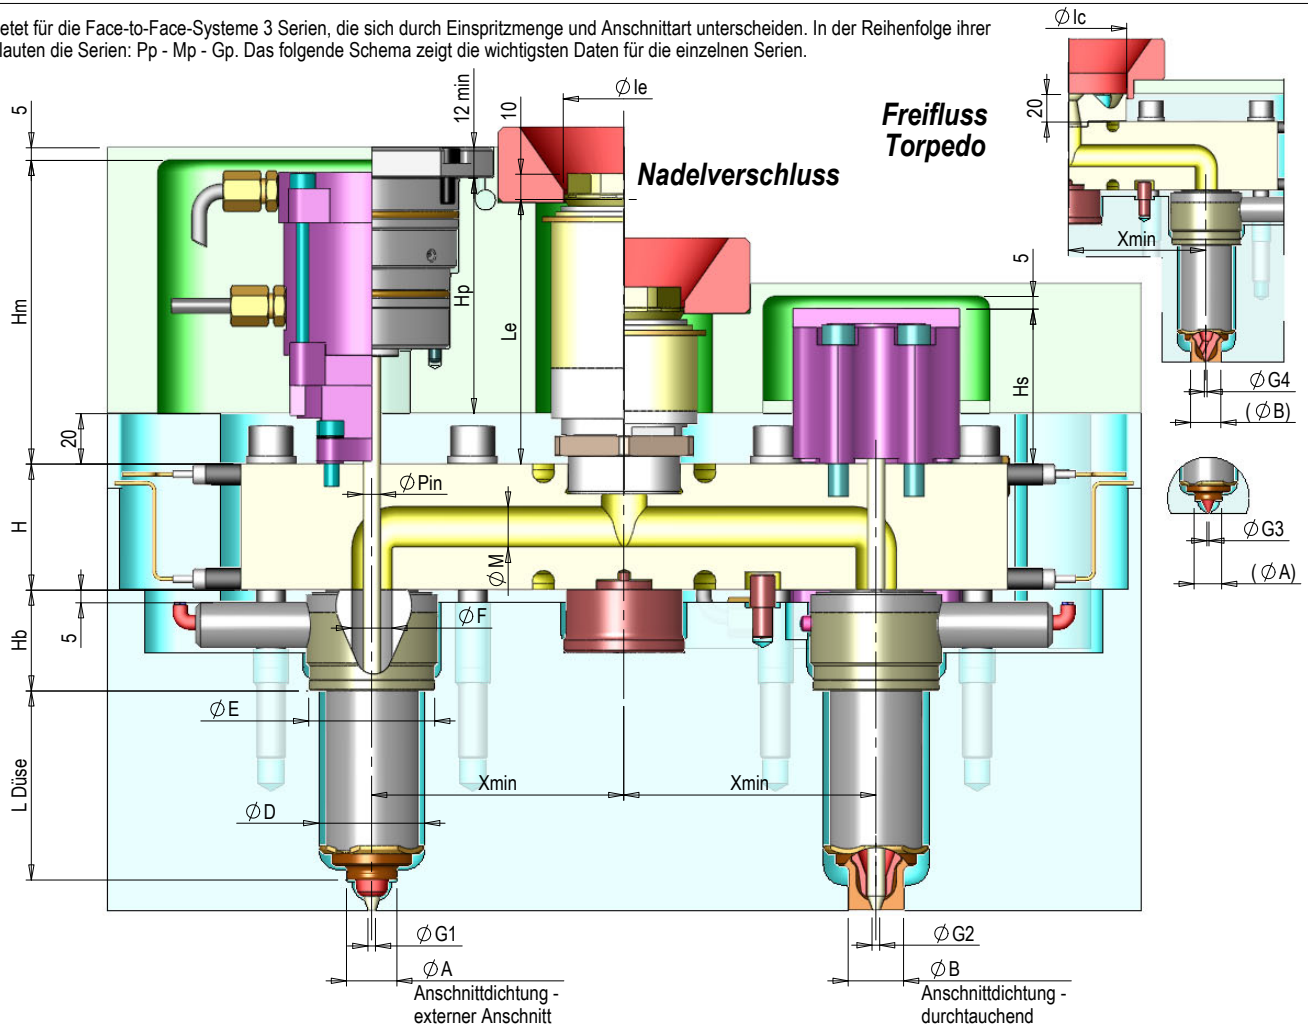 etet für die Face-to-Face-Systeme 3 Serien, die sich durch Einspritzmenge und Anschnittart unterscheiden. In der Reihenfolge ihrer
lauten die Serien: Pp - Mp - Gp. Das folgende Schema zeigt die wichtigsten Daten für die einzelnen Serien.
Ø Ic
5
12 min
10
Ø Ie
20
Freifluss
Torpedo
Nadelverschluss
Xmin
Hm
Hp
Le
5
Hs
Ø G4
( Ø B)
20
Ø Pin
H
Ø M
Ø G3
( Ø A)
Hb
5
Ø F
Ø E
L Düse
Xmin
Xmin
Ø D
Ø G1
Ø G2
Ø A
Anschnittdichtung -
externer Anschnitt
Ø B
Anschnittdichtung -
durchtauchend